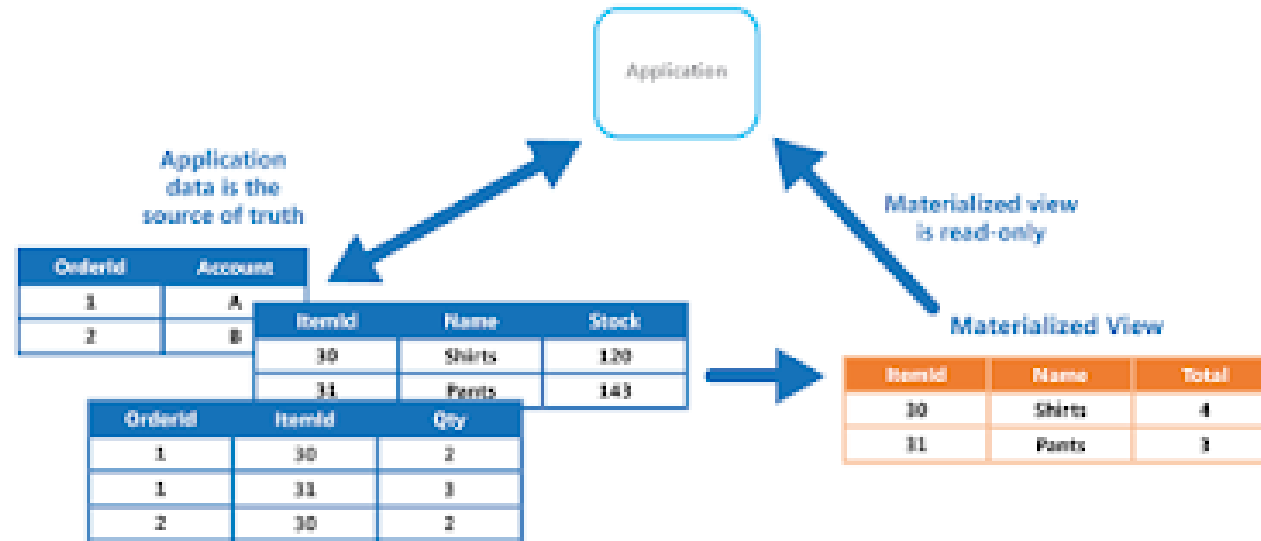 Application
Application
data is the
source of truth
Materialized view
is read-only
OrderId Account
1 A
2 B
ItemId Name Stock
30 Shirts 120
31 Pants 143
OrderId ItemId Qty
1 30 2
1 31 3
2 30 2
Materialized View
ItemId Name Total
30 Shirts 4
31 Pants 3